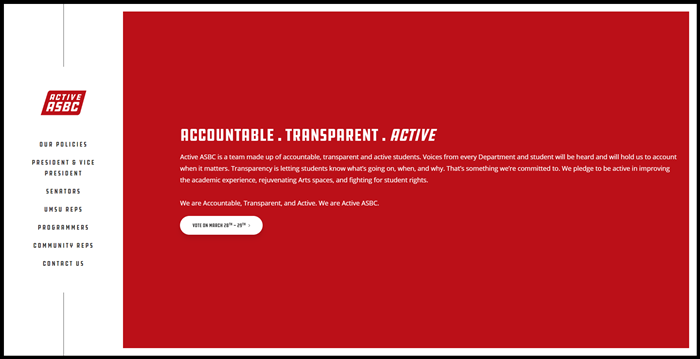 ACTIVE
ASBC
OUR POLICIES
PRESIDENT & VICE
PRESIDENT
SENATORS
UMSU REPS
PROGRAMMERS
COMMUNITY REPS
CONTACT US
ACCOUNTABLE . TRANSPARENT . ACTIVE
Active ASBC is a team made up of accountable, transparent and active students. Voices from every Department and student will be heard and will hold us to account
when it matters. Transparency is letting students know what's going on, when, and why. That's something we're committed to. We pledge to be active in improving
the academic experience, rejuvenating Arts spaces, and fighting for student rights.
We are Accountable, Transparent, and Active. We are Active ASBC.
VOTE ON MARCH 28TH – 29TH